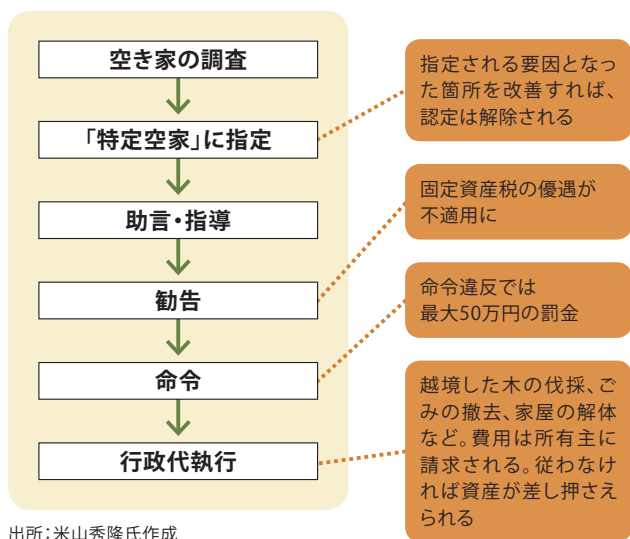 空き家の調査
「特定空家」に指定
助言・指導
勧告
命令
行政代執行
指定される要因となっ
た箇所を改善すれば、
認定は解除される
固定資産税の優遇が
不適用に
命令違反では
最大50万円の罰金
越境した木の伐採、ご
みの撤去、家屋の解体
など。費用は所有主に
請求される。従わなけ
れば資産が差し押さえ
られる
出所：米山秀隆氏作成